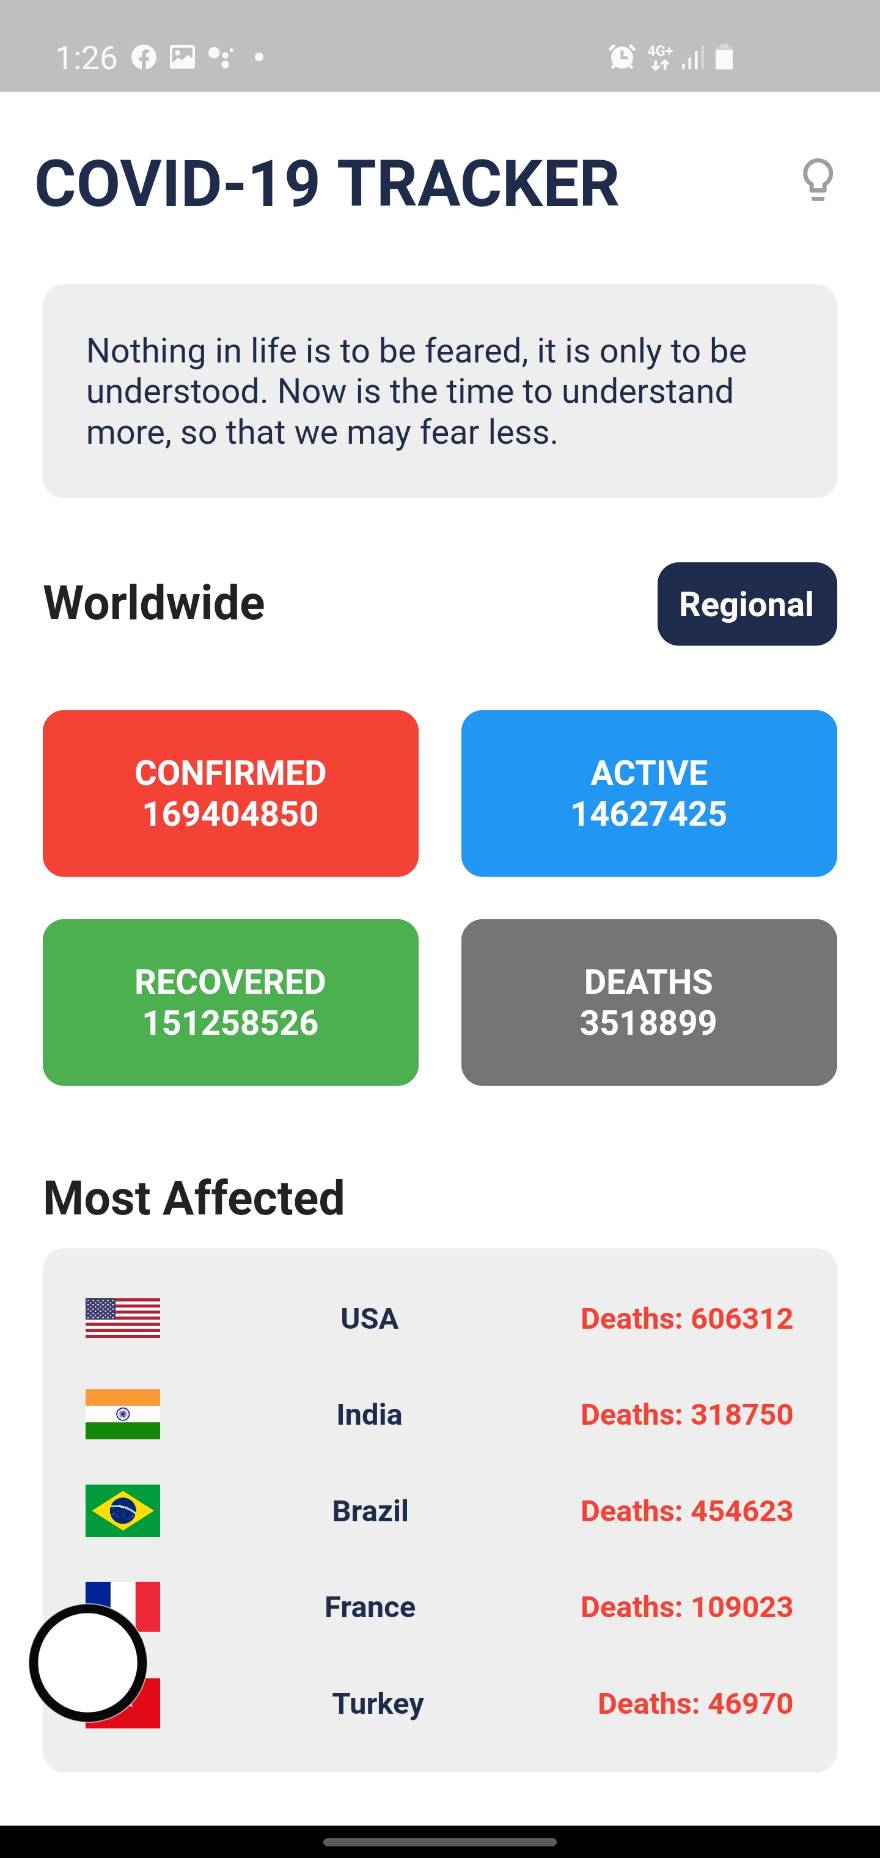 1:26
4G+
COVID-19 TRACKER
Nothing in life is to be feared, it is only to be
understood. Now is the time to understand
more, so that we may fear less.
Worldwide
Regional
CONFIRMED
169404850
ACTIVE
14627425
RECOVERED
151258526
DEATHS
3518899
Most Affected
USA Deaths: 606312
India Deaths: 318750
Brazil Deaths: 454623
France Deaths: 109023
Turkey Deaths: 46970